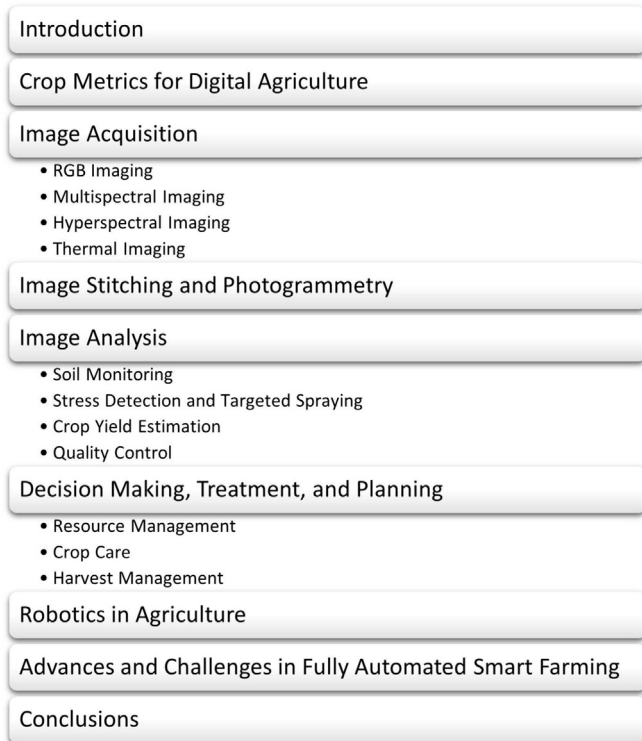 Introduction
Crop Metrics for Digital Agriculture
Image Acquisition
• RGB Imaging
• Multispectral Imaging
• Hyperspectral Imaging
• Thermal Imaging
Image Stitching and Photogrammetry
Image Analysis
• Soil Monitoring
• Stress Detection and Targeted Spraying
• Crop Yield Estimation
• Quality Control
Decision Making, Treatment, and Planning
• Resource Management
• Crop Care
• Harvest Management
Robotics in Agriculture
Advances and Challenges in Fully Automated Smart Farming
Conclusions